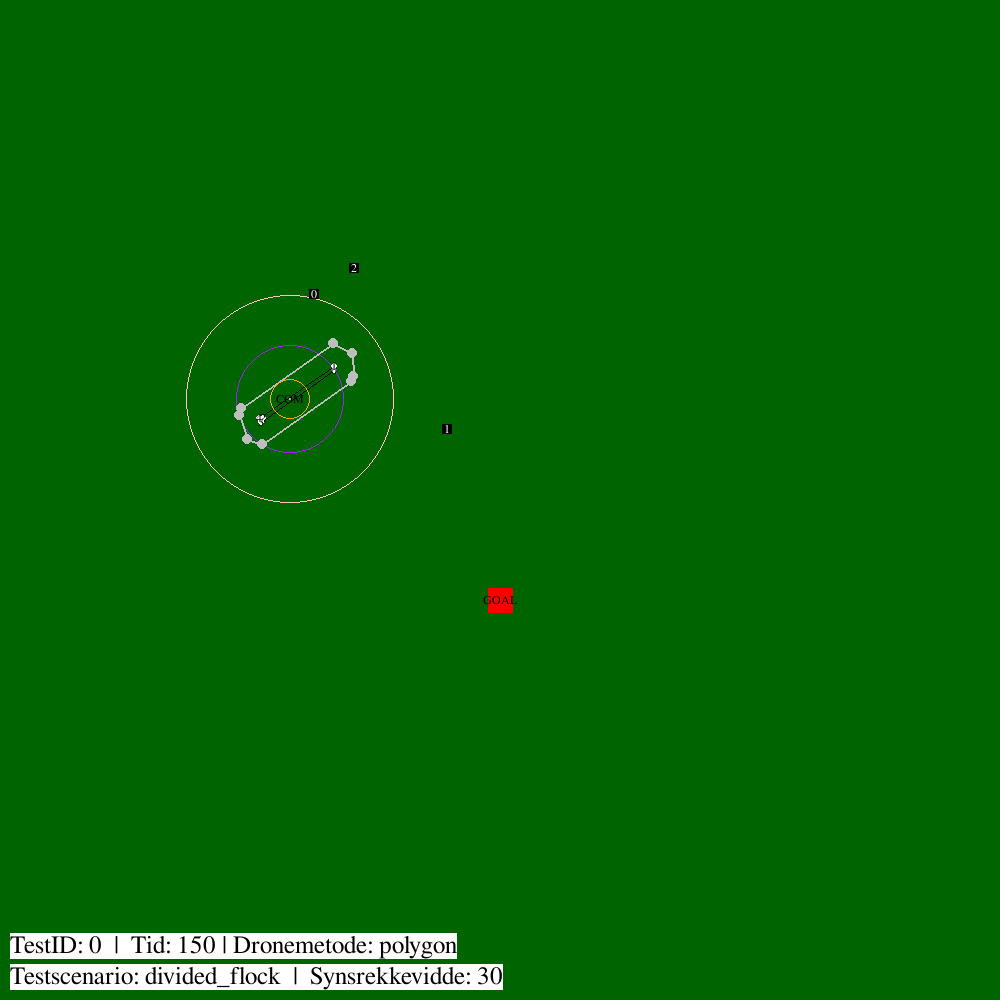 2
0
COM
1
GOAL
TestID: 0 | Tid: 150 | Dronemetode: polygon
Testscenario: divided_flock | Synsrekkevidde: 30